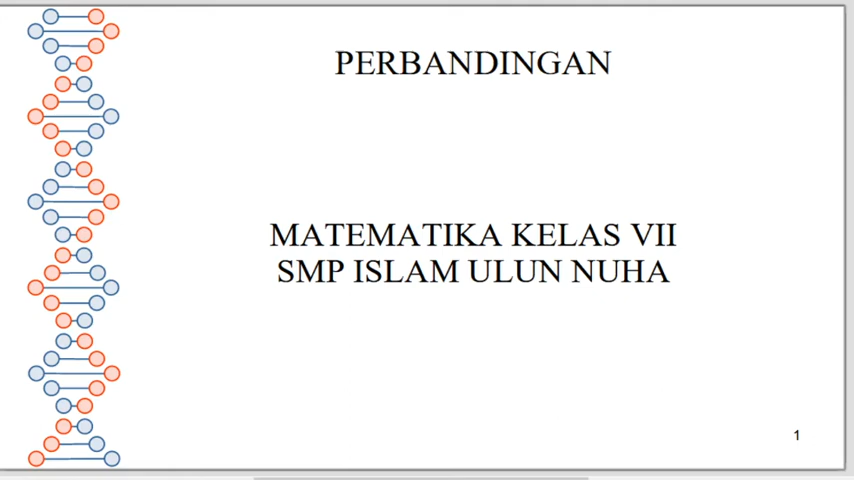 PERBANDINGAN
MATEMATIKA KELAS VII
SMP ISLAM ULUN NUHA
1